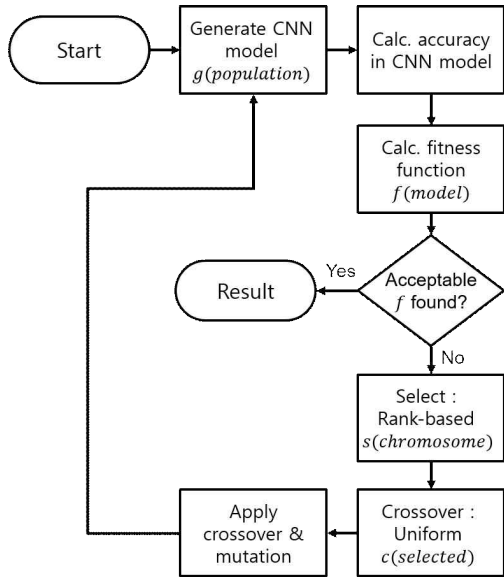 Start
Generate CNN
model
g(population)
Calc. accuracy
in CNN model
Calc. fitness
function
f(model)
Acceptable
f found?
Yes
Result
No
Select :
Rank-based
s(chromosome)
Crossover :
Uniform
c(selected)
Apply
crossover &
mutation